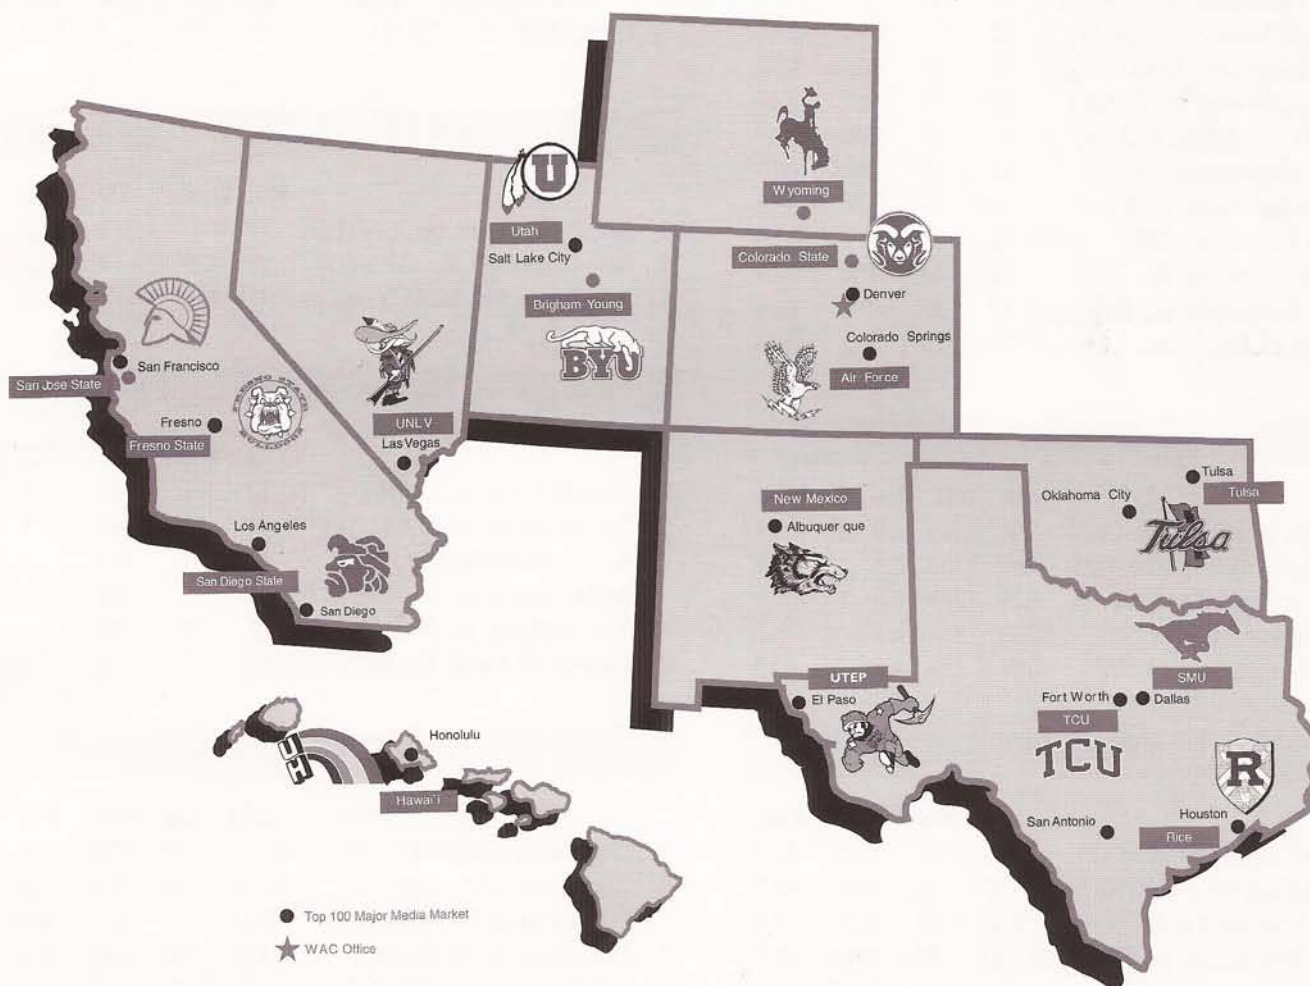 Wyoming
U
Utah
Salt Lake City
Brigham Young
BYU
Colorado State
Denver
Colorado Springs
Air Force
San Francisco
San Jose State
FRESNO STATE
BULLDOGS
Fresno
Fresno State
UNLV
Las Vegas
Los Angeles
San Diego State
San Diego
New Mexico
Albuquer que
Tulsa
Tulsa
Oklahoma City
Tulsa
SMU
UTEP
El Paso
Fort Worth
Dallas
TCU
TCU
R
San Antonio
Houston
Rice
Honolulu
UH
Hawai'i
Top 100 Major Media Market
WAC Office